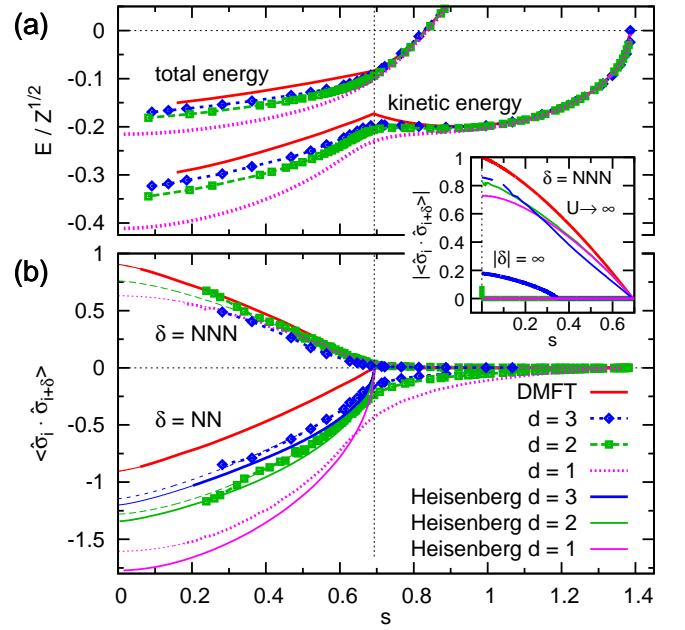 (a)
0
-0.1
-0.2
-0.3
-0.4
E / Z^{1/2}
total energy
kinetic energy
1
0.8
0.6
0.4
0.2
0
|<σ̂_i · σ̂_{i+δ}>|
δ = NNN
U→ ∞
|δ| = ∞
0 0.2 0.4 0.6
s
(b)
1
0.5
0
-0.5
-1
-1.5
<σ̂_i · σ̂_{i+δ}>
δ = NNN
δ = NN
DMFT
d = 3
d = 2
d = 1
Heisenberg d = 3
Heisenberg d = 2
Heisenberg d = 1
0 0.2 0.4 0.6 0.8 1 1.2 1.4
s